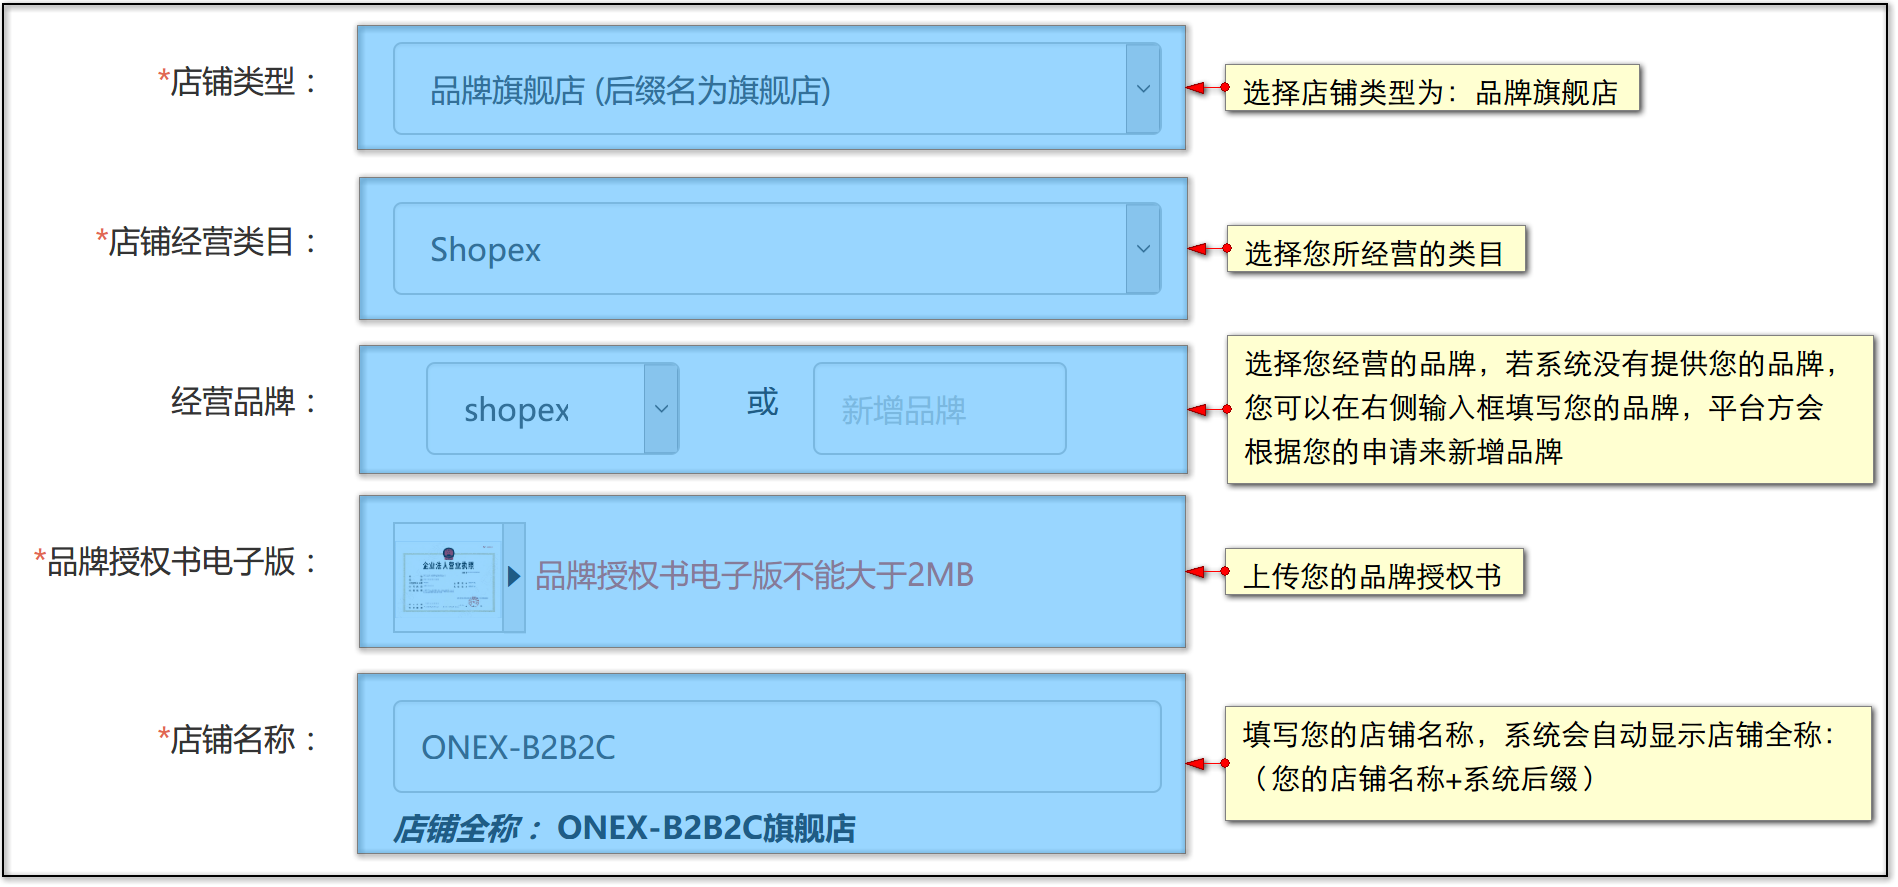 *店铺类型：
品牌旗舰店 (后缀名为旗舰店)
选择店铺类型为：品牌旗舰店
*店铺经营类目：
Shopex
选择您所经营的类目
经营品牌：
shopex
或
新增品牌
选择您经营的品牌，若系统没有提供您的品牌，
您可以在右侧输入框填写您的品牌，平台方会
根据您的申请来新增品牌
*品牌授权书电子版：
企业法人营业执照
品牌授权书电子版不能大于2MB
上传您的品牌授权书
*店铺名称：
ONEX-B2B2C
店铺全称：ONEX-B2B2C旗舰店
填写您的店铺名称，系统会自动显示店铺全称：
（您的店铺名称+系统后缀）